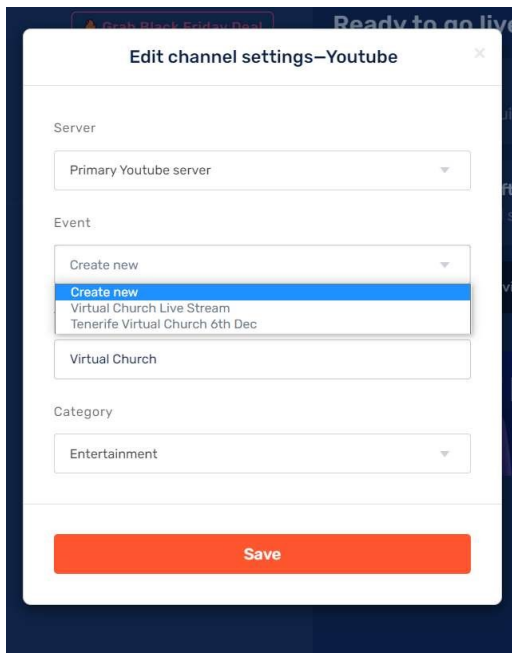 Grab Black Friday Deal
Ready to go live
Edit channel settings—Youtube
×
Server
Primary Youtube server
Event
Create new
Create new
Virtual Church Live Stream
Tenerife Virtual Church 6th Dec
Virtual Church
Category
Entertainment
Save